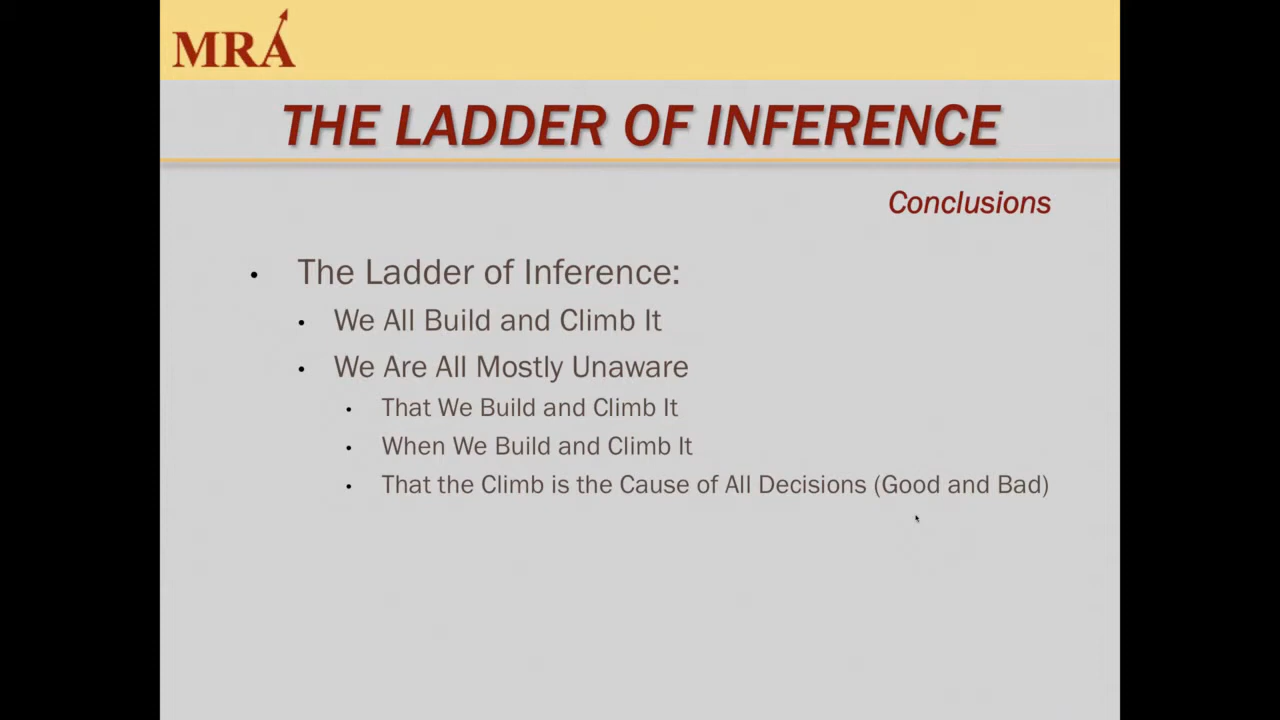 MRA
THE LADDER OF INFERENCE
Conclusions
• The Ladder of Inference:
• We All Build and Climb It
• We Are All Mostly Unaware
• That We Build and Climb It
• When We Build and Climb It
• That the Climb is the Cause of All Decisions (Good and Bad)